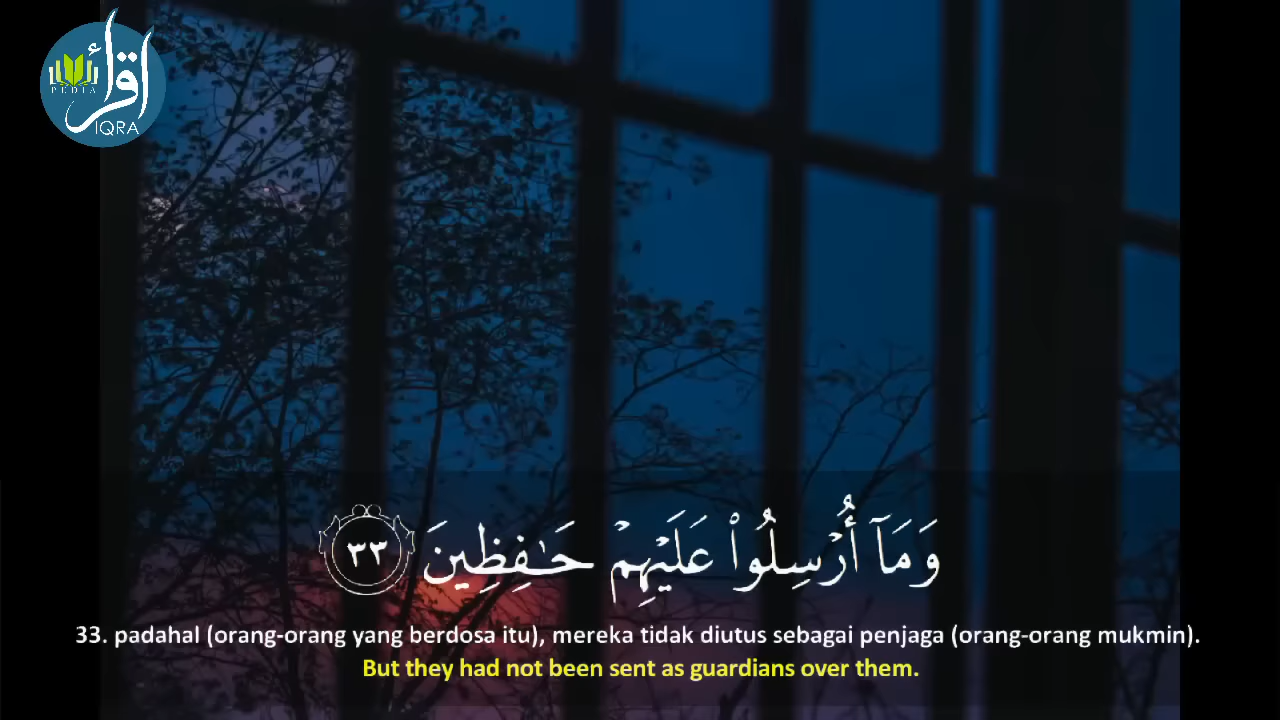 اقرأ
PEDIA
IQRA
وَمَآ أُرْسِلُوا۟ عَلَيْهِمْ حَـٰفِظِينَ ٣٣
33. padahal (orang-orang yang berdosa itu), mereka tidak diutus sebagai penjaga (orang-orang mukmin).
But they had not been sent as guardians over them.